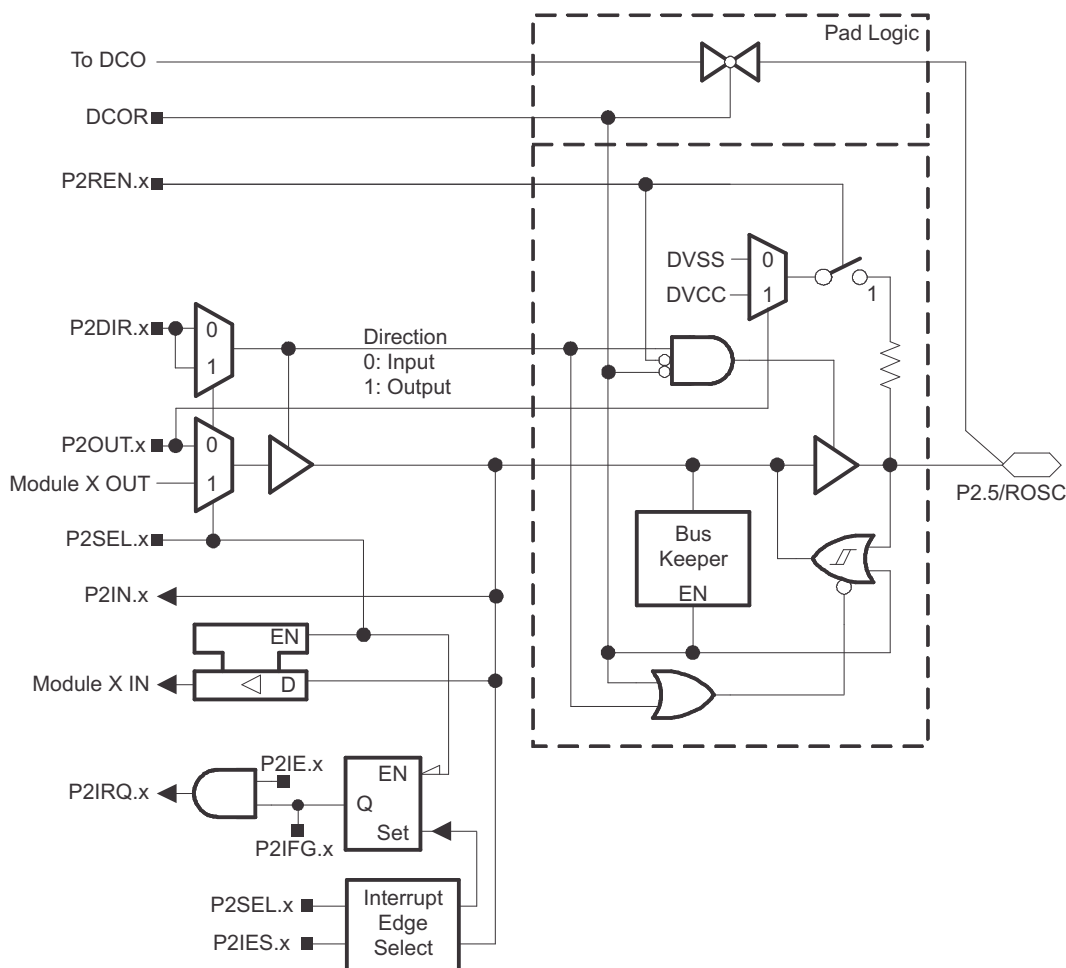 Pad Logic
To DCO
DCOR
P2REN.x
DVSS
0
DVCC
1
1
P2DIR.x
0
1
Direction
0: Input
1: Output
P2OUT.x
0
Module X OUT
1
P2.5/ROSC
P2SEL.x
Bus
Keeper
EN
P2IN.x
EN
Module X IN
D
P2IE.x
EN
P2IRQ.x
Q
Set
P2IFG.x
P2SEL.x
P2IES.x
Interrupt
Edge
Select